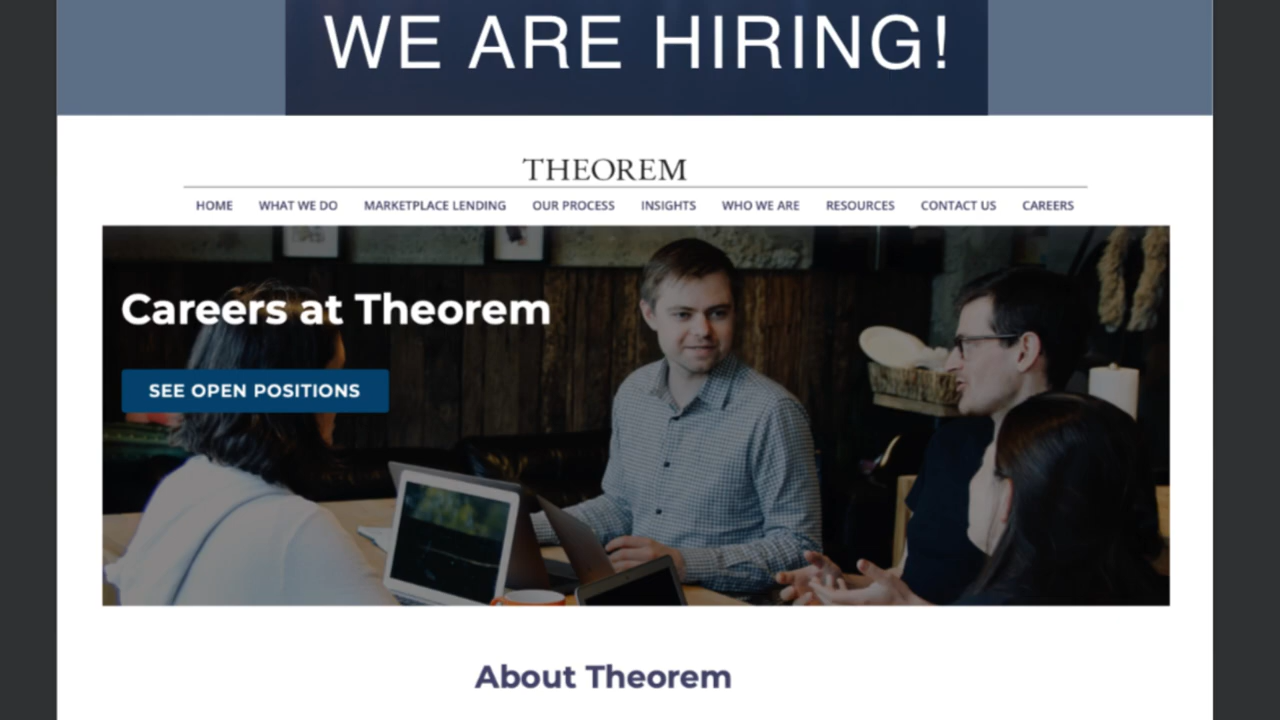 WE ARE HIRING!
THEOREM
HOME WHAT WE DO MARKETPLACE LENDING OUR PROCESS INSIGHTS WHO WE ARE RESOURCES CONTACT US CAREERS
Careers at Theorem
SEE OPEN POSITIONS
About Theorem